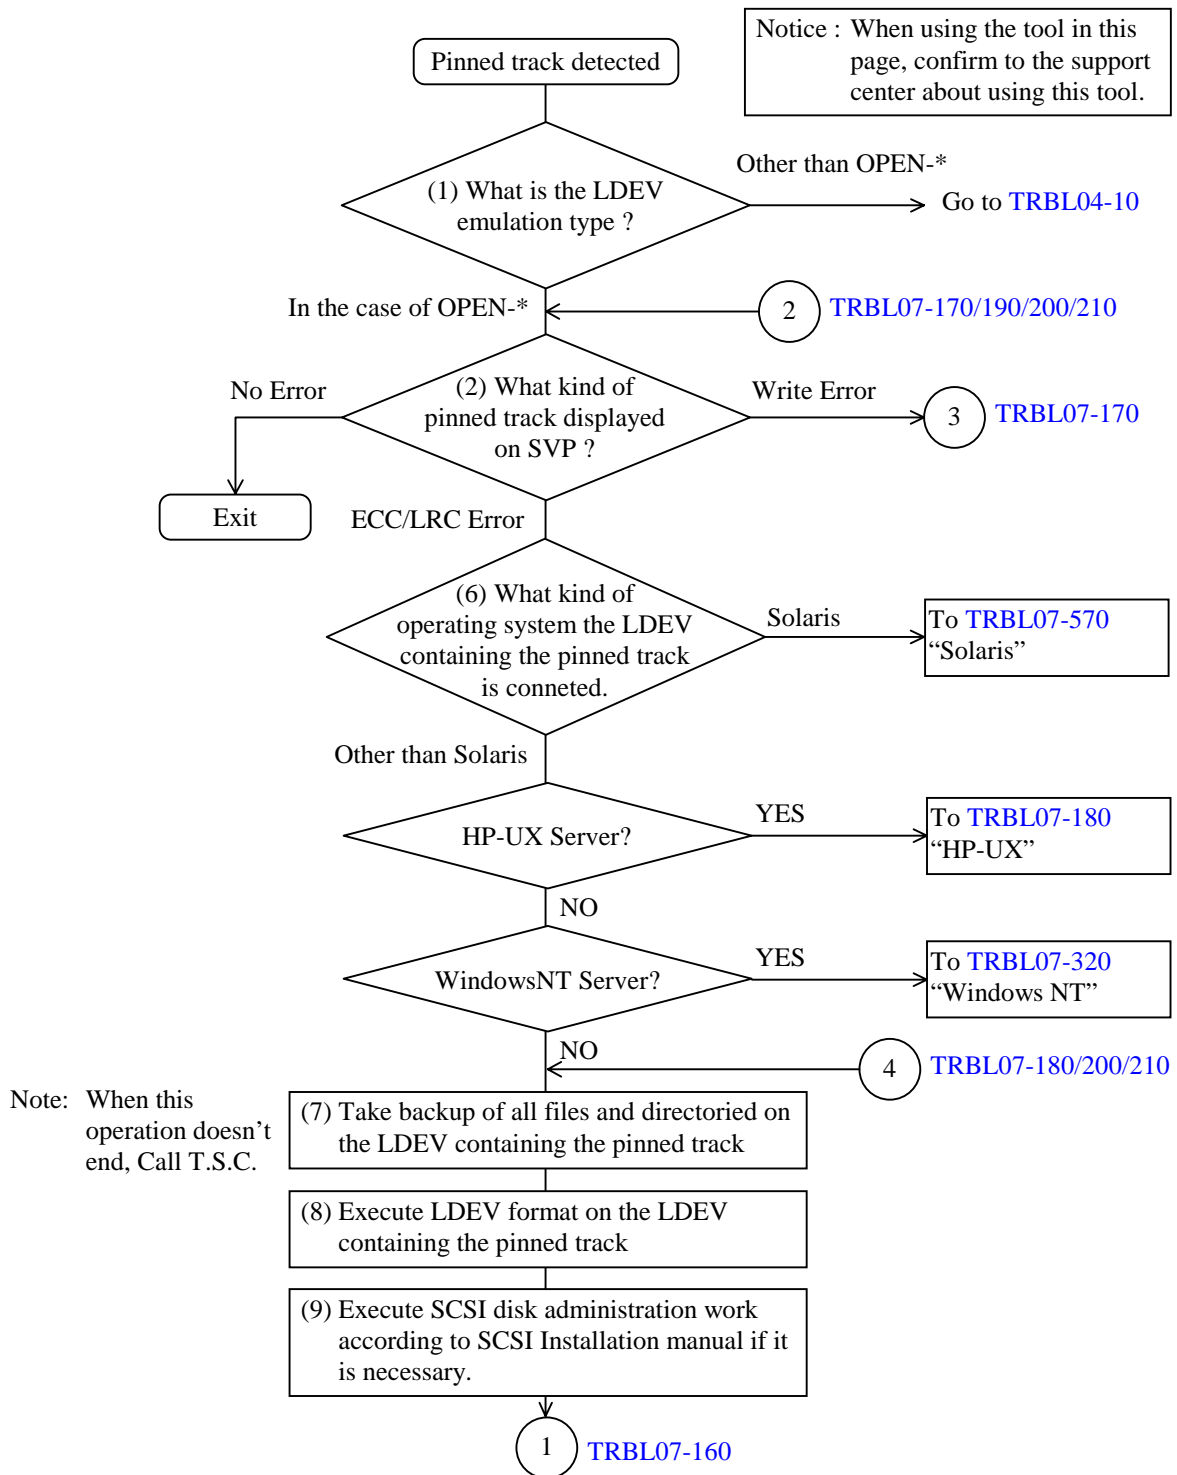 Notice : When using the tool in this
page, confirm to the support
center about using this tool.
Pinned track detected
(1) What is the LDEV
emulation type ?
Other than OPEN-*
Go to TRBL04-10
In the case of OPEN-*
2
TRBL07-170/190/200/210
(2) What kind of
pinned track displayed
on SVP ?
No Error
Write Error
3
TRBL07-170
Exit
ECC/LRC Error
(6) What kind of
operating system the LDEV
containing the pinned track
is conneted.
Solaris
To TRBL07-570
“Solaris”
Other than Solaris
HP-UX Server?
YES
To TRBL07-180
“HP-UX”
NO
WindowsNT Server?
YES
To TRBL07-320
“Windows NT”
NO
4
TRBL07-180/200/210
Note: When this
operation doesn’t
end, Call T.S.C.
(7) Take backup of all files and directoried on
the LDEV containing the pinned track
(8) Execute LDEV format on the LDEV
containing the pinned track
(9) Execute SCSI disk administration work
according to SCSI Installation manual if it
is necessary.
1
TRBL07-160